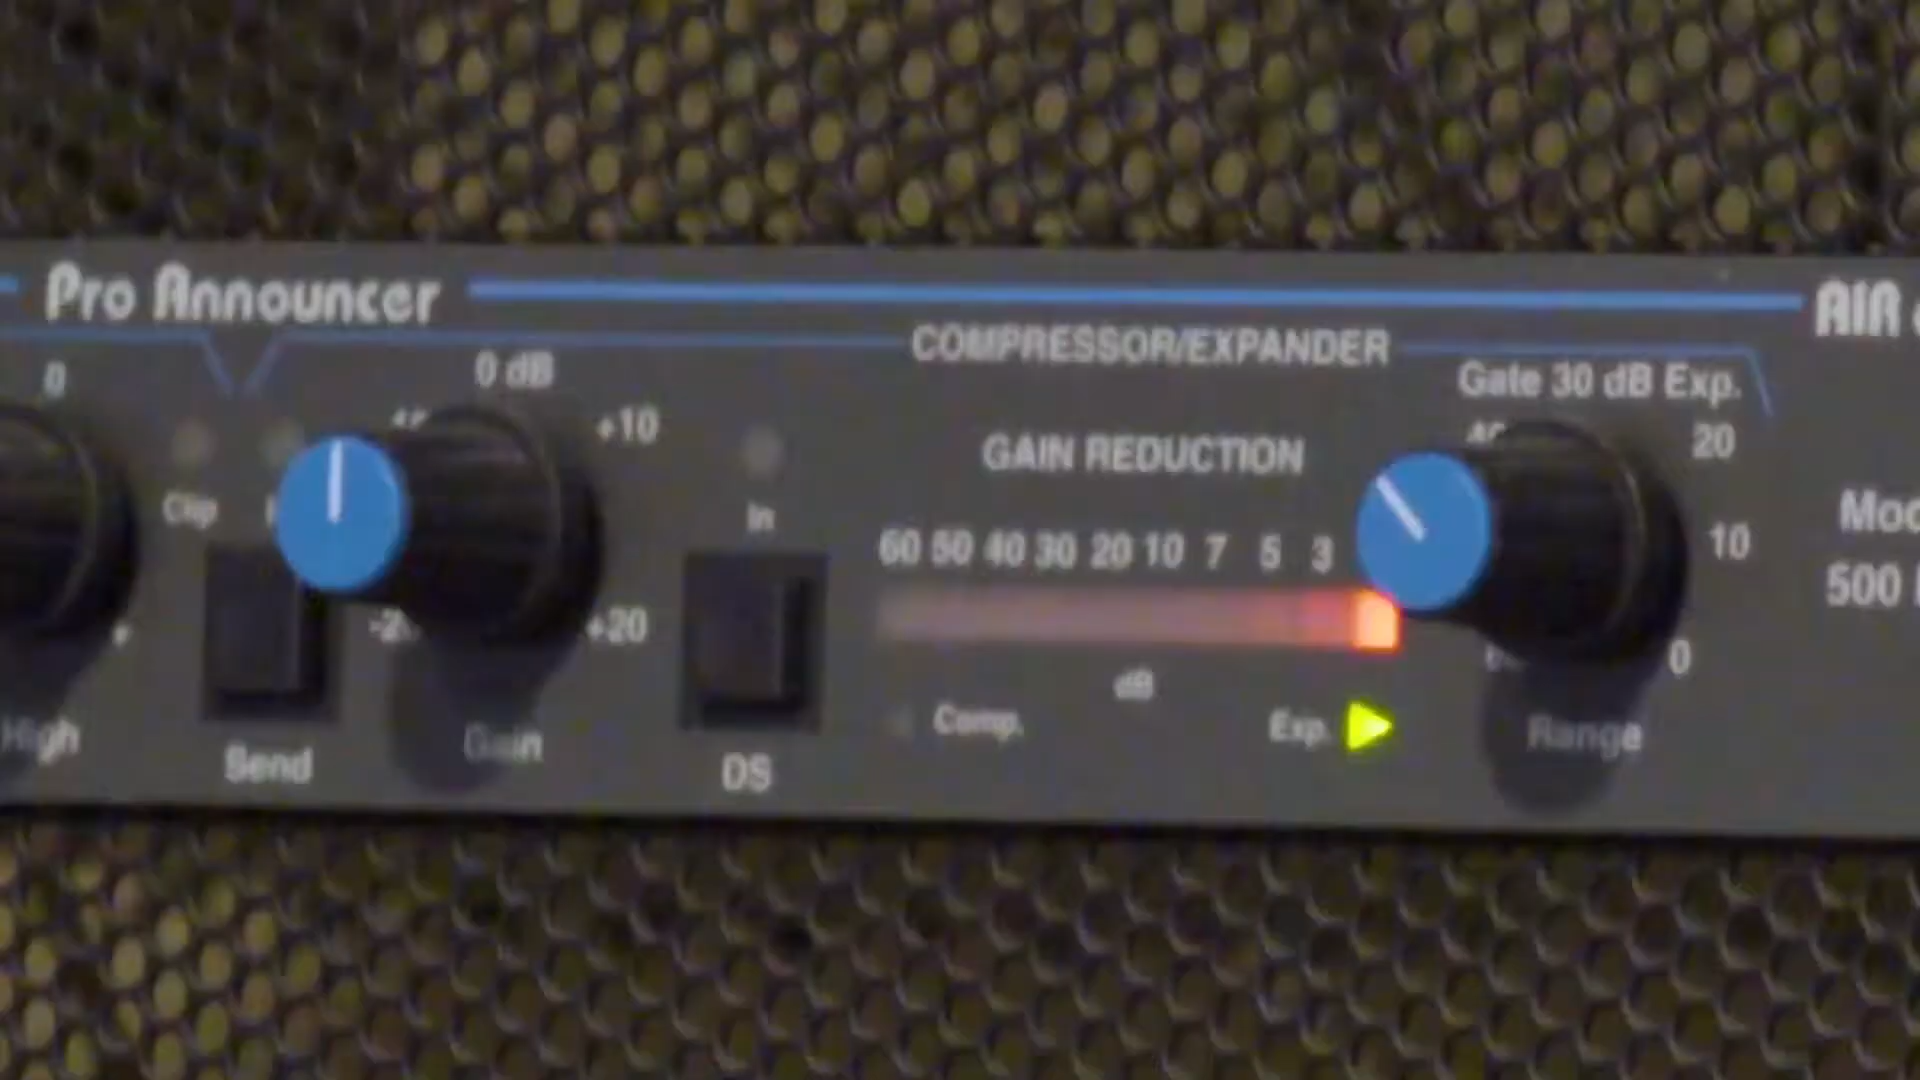 Pro Announcer
AIR
COMPRESSOR/EXPANDER
0
0 dB
Gate 30 dB Exp.
+10
40
20
GAIN REDUCTION
Clip
In
60 50 40 30 20 10 7 5 3
10
Mod
500
+20
0
dB
High
Send
Gain
DS
Comp.
Exp.
Range